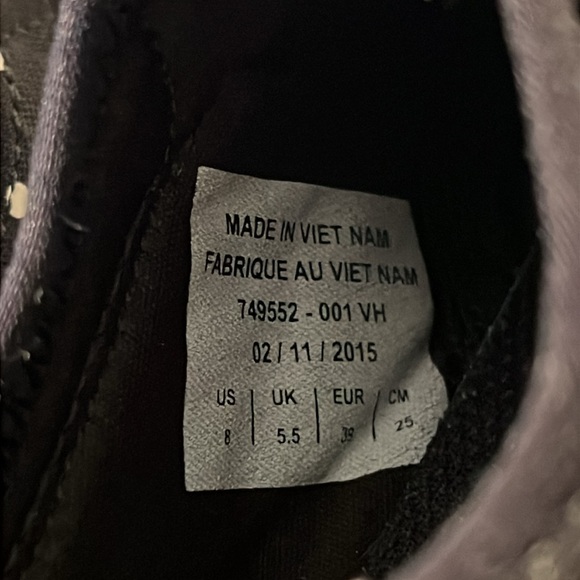 MADE IN VIET NAM
FABRIQUE AU VIET NAM
749552 - 001 VH
02 / 11 / 2015
US | UK | EUR / CM
8 | 5.5 | 39 | 25